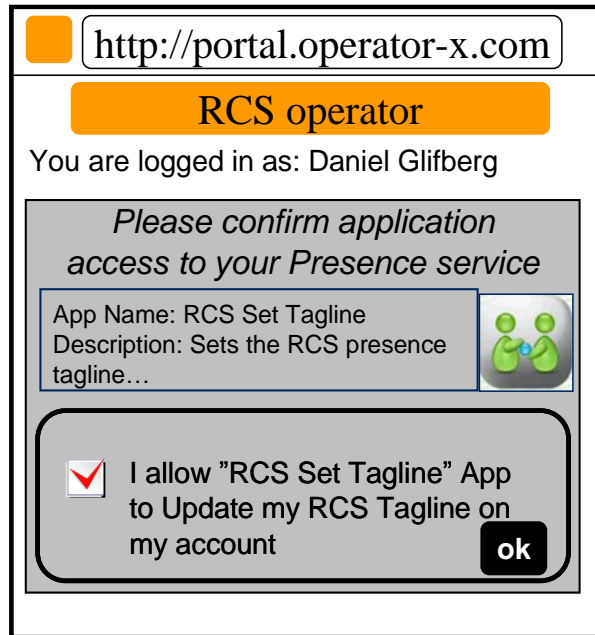 http://portal.operator-x.com
RCS operator
You are logged in as: Daniel Glifberg
Please confirm application
access to your Presence service
App Name: RCS Set Tagline
Description: Sets the RCS presence
tagline…
I allow ”RCS Set Tagline” App
to Update my RCS Tagline on
my account
ok